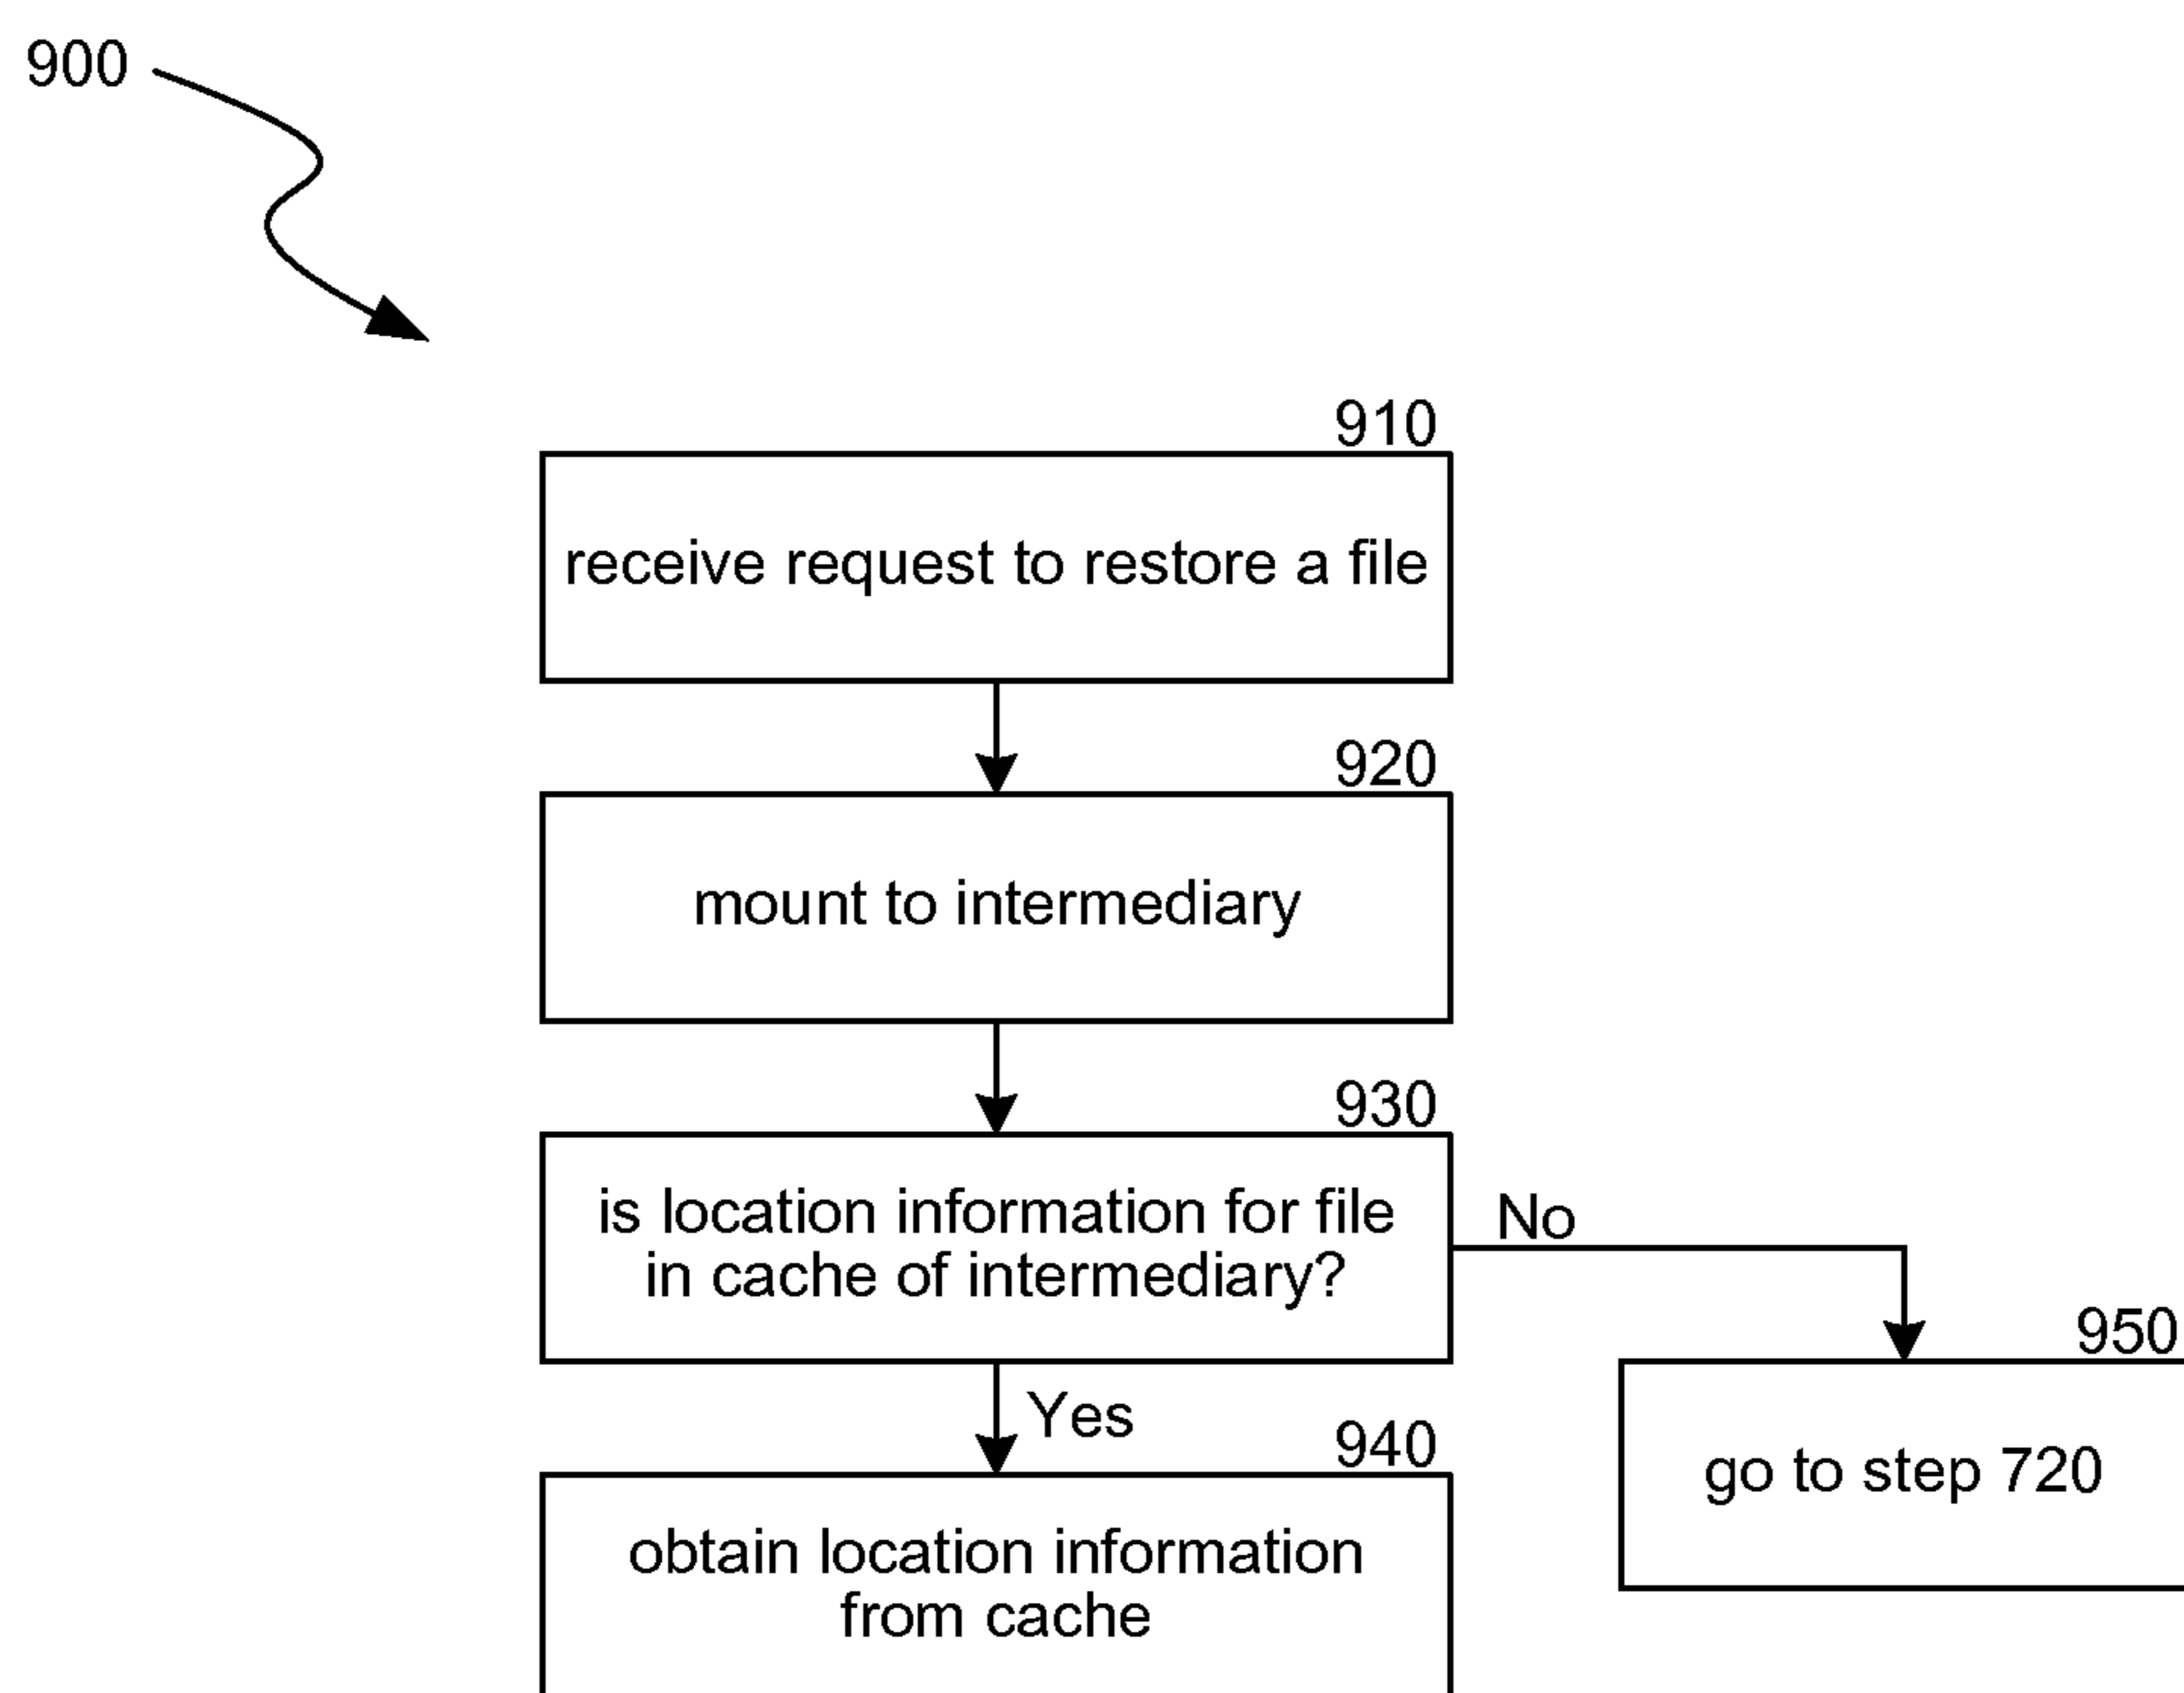 900
910
receive request to restore a file
920
mount to intermediary
930
is location information for file
in cache of intermediary?
No
950
go to step 720
Yes
940
obtain location information
from cache